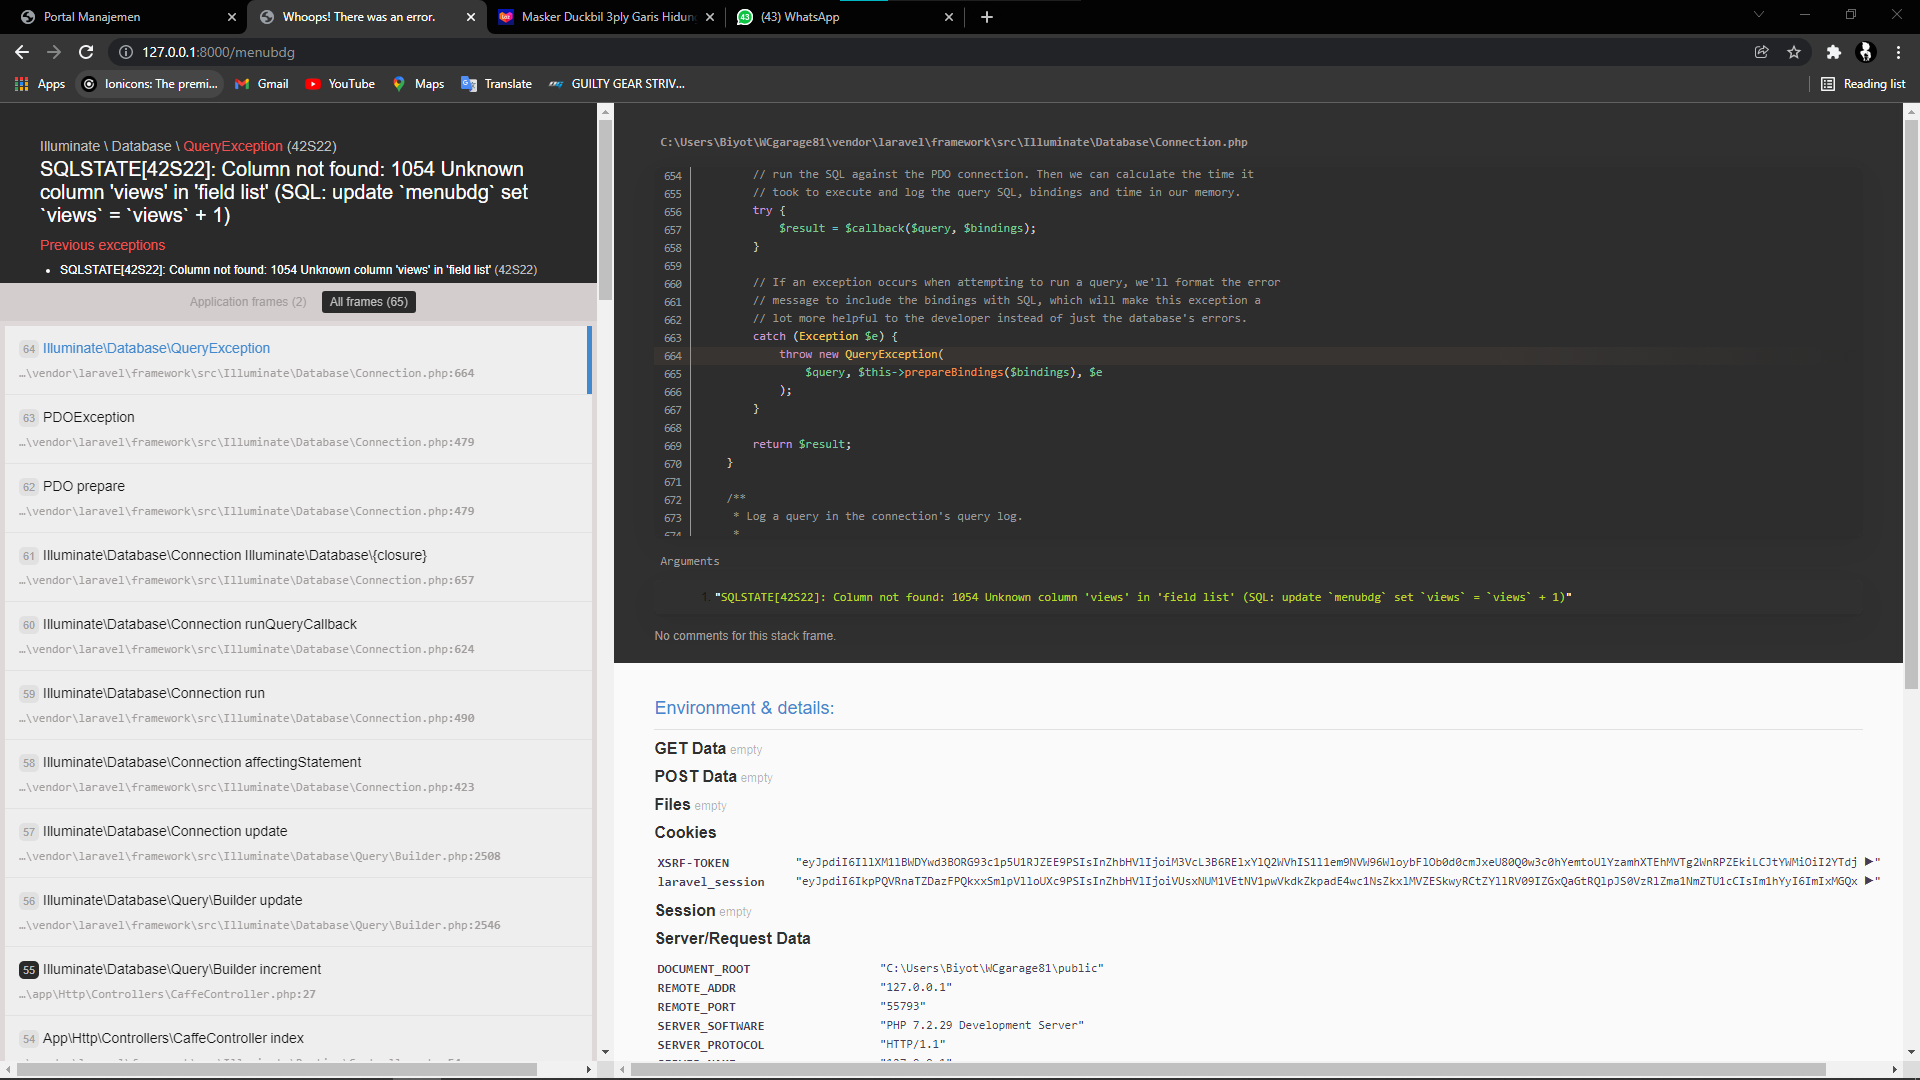 Portal Manajemen
Whoops! There was an error.
Masker Duckbil 3ply Garis Hidun
(43) WhatsApp
127.0.0.1:8000/menubdg
Apps
Ionicons: The premi...
Gmail
YouTube
Maps
Translate
GUILTY GEAR STRIV...
Reading list
Illuminate \ Database \ QueryException (42S22)
SQLSTATE[42S22]: Column not found: 1054 Unknown
column 'views' in 'field list' (SQL: update `menubdg` set
`views` = `views` + 1)
Previous exceptions
• SQLSTATE[42S22]: Column not found: 1054 Unknown column 'views' in 'field list' (42S22)
Application frames (2)
All frames (65)
64 Illuminate\Database\QueryException
…\vendor\laravel\framework\src\Illuminate\Database\Connection.php:664
63 PDOException
…\vendor\laravel\framework\src\Illuminate\Database\Connection.php:479
62 PDO prepare
…\vendor\laravel\framework\src\Illuminate\Database\Connection.php:479
61 Illuminate\Database\Connection Illuminate\Database\{closure}
…\vendor\laravel\framework\src\Illuminate\Database\Connection.php:657
60 Illuminate\Database\Connection runQueryCallback
…\vendor\laravel\framework\src\Illuminate\Database\Connection.php:624
59 Illuminate\Database\Connection run
…\vendor\laravel\framework\src\Illuminate\Database\Connection.php:490
58 Illuminate\Database\Connection affectingStatement
…\vendor\laravel\framework\src\Illuminate\Database\Connection.php:423
57 Illuminate\Database\Connection update
…\vendor\laravel\framework\src\Illuminate\Database\Query\Builder.php:2508
56 Illuminate\Database\Query\Builder update
…\vendor\laravel\framework\src\Illuminate\Database\Query\Builder.php:2546
55 Illuminate\Database\Query\Builder increment
…\app\Http\Controllers\CaffeController.php:27
54 App\Http\Controllers\CaffeController index
C:\Users\Biyot\WCgarage81\vendor\laravel\framework\src\Illuminate\Database\Connection.php
654 // run the SQL against the PDO connection. Then we can calculate the time it
655 // took to execute and log the query SQL, bindings and time in our memory.
656 try {
657 $result = $callback($query, $bindings);
658 }
659
660 // If an exception occurs when attempting to run a query, we'll format the error
661 // message to include the bindings with SQL, which will make this exception a
662 // lot more helpful to the developer instead of just the database's errors.
663 catch (Exception $e) {
664 throw new QueryException(
665 $query, $this->prepareBindings($bindings), $e
666 );
667 }
668
669 return $result;
670 }
671
672 /**
673 * Log a query in the connection's query log.
674 *
Arguments
1. "SQLSTATE[42S22]: Column not found: 1054 Unknown column 'views' in 'field list' (SQL: update `menubdg` set `views` = `views` + 1)"
No comments for this stack frame.
Environment & details:
GET Data empty
POST Data empty
Files empty
Cookies
XSRF-TOKEN
laravel_session
Session empty
Server/Request Data
DOCUMENT_ROOT "C:\Users\Biyot\WCgarage81\public"
REMOTE_ADDR "127.0.0.1"
REMOTE_PORT "55793"
SERVER_SOFTWARE "PHP 7.2.29 Development Server"
SERVER_PROTOCOL "HTTP/1.1"